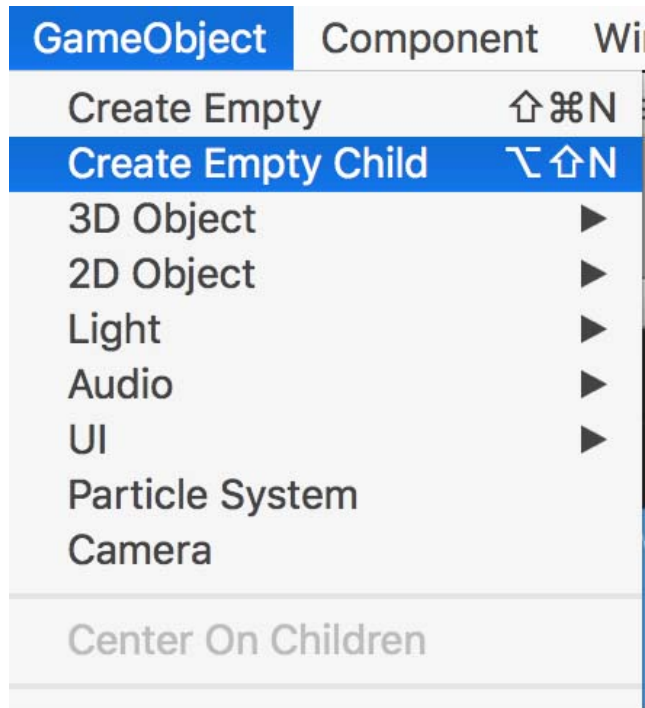 GameObject Component Wi
Create Empty ⇧⌘N
Create Empty Child ⌥⇧N
3D Object ▶
2D Object ▶
Light ▶
Audio ▶
UI ▶
Particle System
Camera
Center On Children